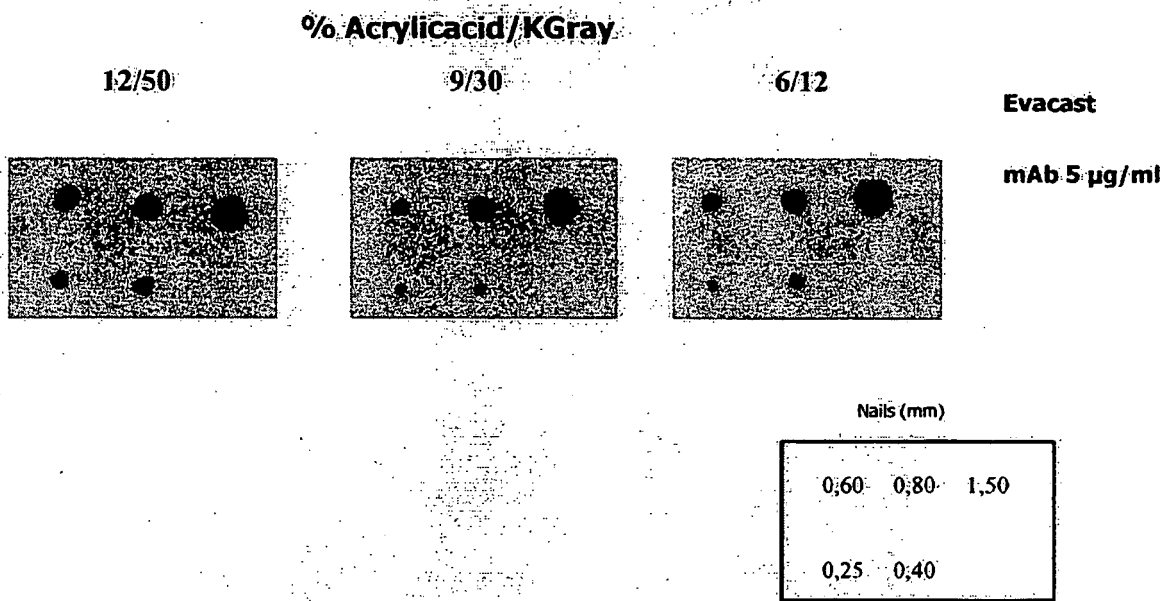 % Acrylicacid/KGray
12/50 9/30 6/12
Evacast
mAb 5 µg/ml
Nails (mm)
0,60 0,80 1,50
0,25 0,40